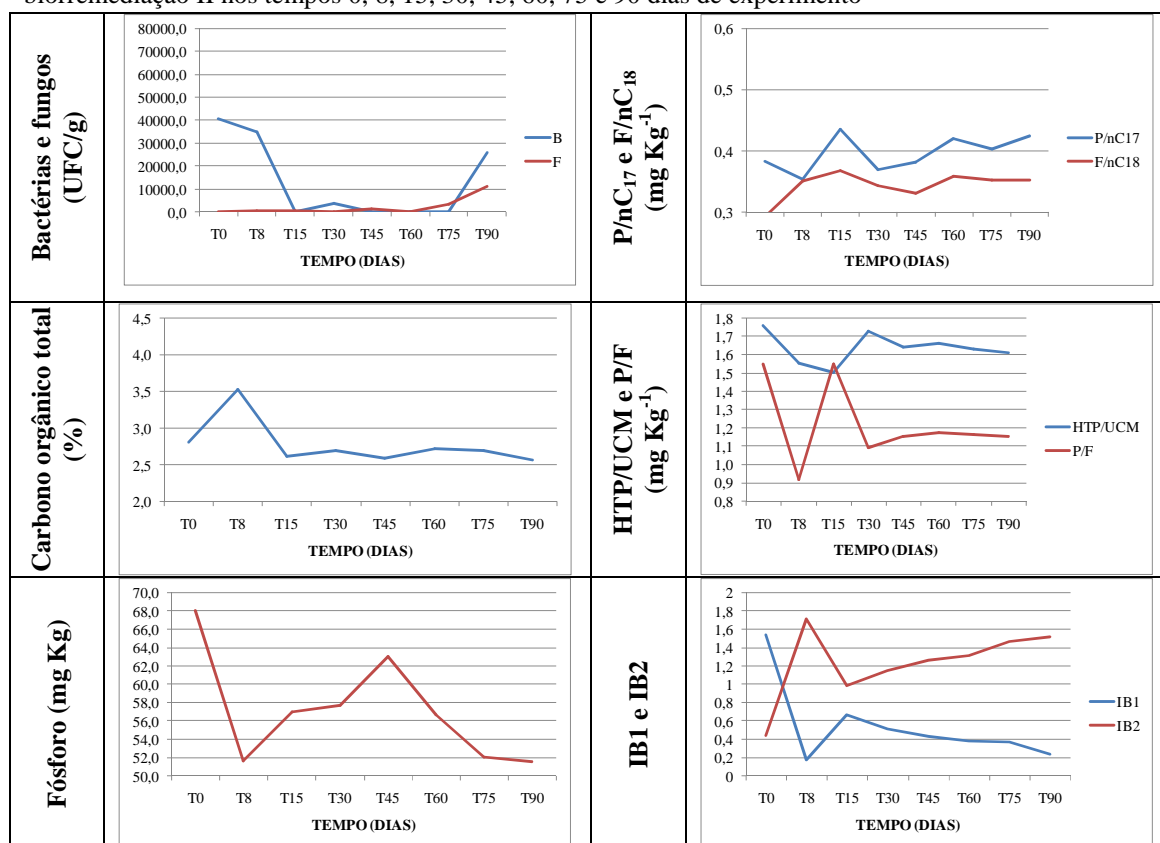 biorremediação II nos tempos 0, 8, 15, 30, 45, 60, 75 e 90 dias de experimento
Bactérias e fungos
(UFC/g)
80000,0
70000,0
60000,0
50000,0
40000,0
30000,0
20000,0
10000,0
0,0
T0 T8 T15 T30 T45 T60 T75 T90
TEMPO (DIAS)
B
F
P/nC17 e F/nC18
(mg Kg-1)
0,6
0,5
0,4
0,3
T0 T8 T15 T30 T45 T60 T75 T90
TEMPO (DIAS)
P/nC17
F/nC18
Carbono orgânico total
(%)
4,5
4,0
3,5
3,0
2,5
2,0
T0 T8 T15 T30 T45 T60 T75 T90
TEMPO (DIAS)
HTP/UCM e P/F
(mg Kg-1)
1,8
1,7
1,6
1,5
1,4
1,3
1,2
1,1
1,0
0,9
0,8
T0 T8 T15 T30 T45 T60 T75 T90
TEMPO (DIAS)
HTP/UCM
P/F
Fósforo (mg Kg)
70,0
68,0
66,0
64,0
62,0
60,0
58,0
56,0
54,0
52,0
50,0
T0 T8 T15 T30 T45 T60 T75 T90
TEMPO (DIAS)
IB1 e IB2
2
1,8
1,6
1,4
1,2
1
0,8
0,6
0,4
0,2
0
T0 T8 T15 T30 T45 T60 T75 T90
TEMPO (DIAS)
IB1
IB2